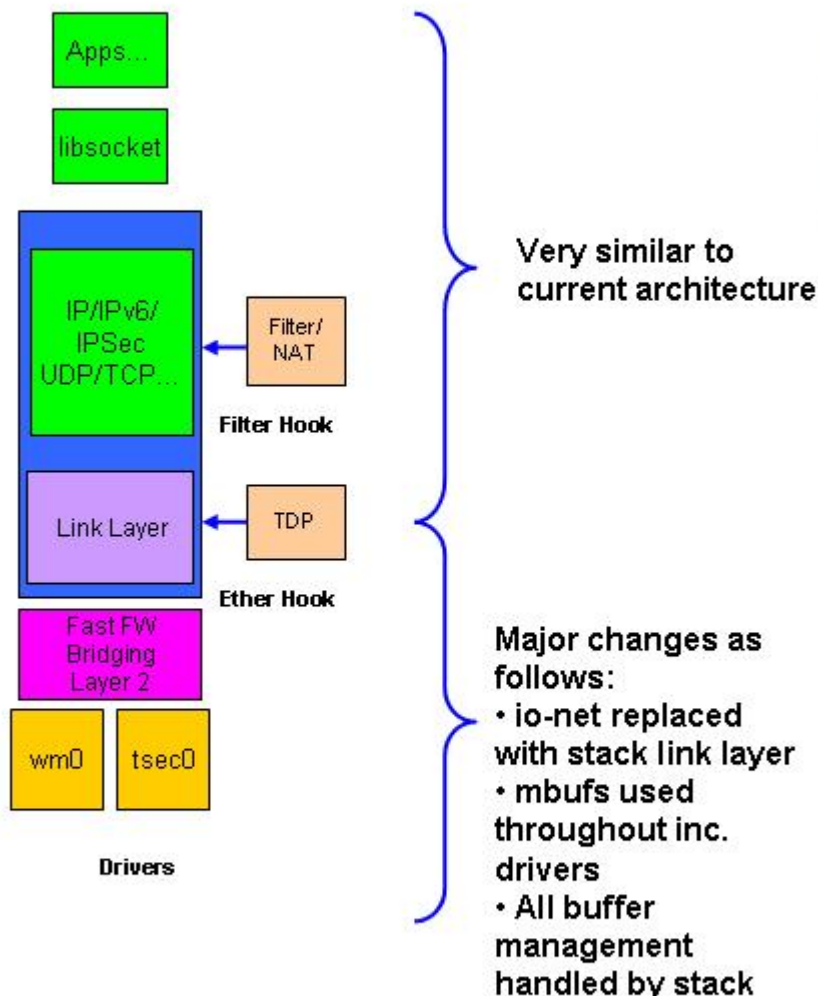 Apps...
libsocket
IP/IPv6/
IPSec
UDP/TCP...
Filter/
NAT
Filter Hook
Link Layer
TDP
Ether Hook
Fast FW
Bridging
Layer 2
wm0
tsec0
Drivers
Very similar to
current architecture
Major changes as
follows:
• io-net replaced
with stack link layer
• mbufs used
throughout inc.
drivers
• All buffer
management
handled by stack